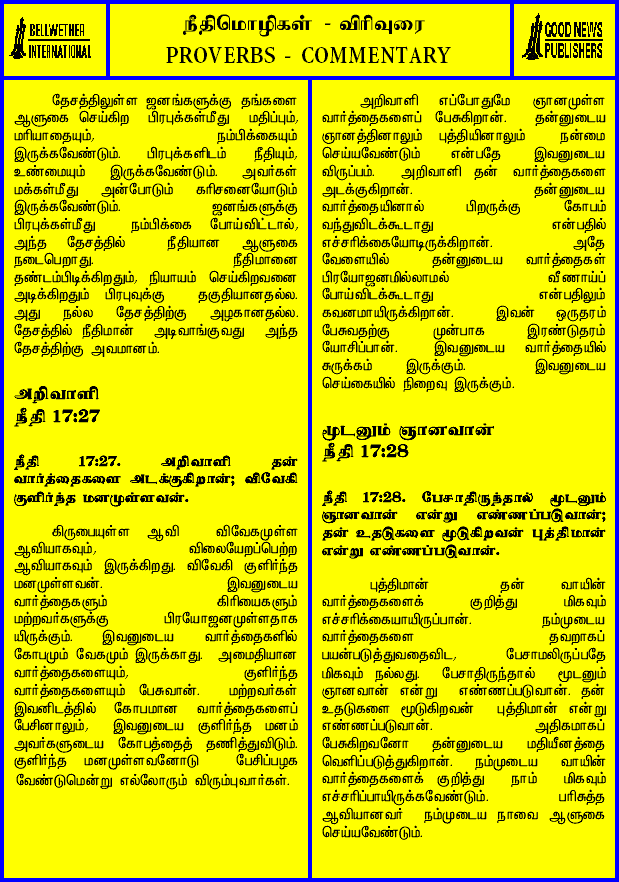 BELLWETHER
INTERNATIONAL
நீதிமொழிகள் - விரிவுரை
PROVERBS - COMMENTARY
GOOD NEWS
PUBLISHERS
தேசத்திலுள்ள ஜனங்களுக்கு தங்களை
ஆளுகை செய்கிற பிரபுக்கள்மீது மதிப்பும்,
மரியாதையும், நம்பிக்கையும்
இருக்கவேண்டும். பிரபுக்களிடம் நீதியும்,
உண்மையும் இருக்கவேண்டும். அவர்கள்
மக்கள்மீது அன்போடும் கரிசனையோடும்
இருக்கவேண்டும். ஜனங்களுக்கு
பிரபுக்கள்மீது நம்பிக்கை போய்விட்டால்,
அந்த தேசத்தில் நீதியான ஆளுகை
நடைபெறாது. நீதிமானை
தண்டம்பிடிக்கிறதும், நியாயம் செய்கிறவனை
அடிக்கிறதும் பிரபுவுக்கு தகுதியானதல்ல.
அது நல்ல தேசத்திற்கு அழகானதல்ல.
தேசத்தில் நீதிமான் அடிவாங்குவது அந்த
தேசத்திற்கு அவமானம்.
அறிவாளி
நீதி 17:27
நீதி 17:27. அறிவாளி தன்
வார்த்தைகளை அடக்குகிறான்; விவேகி
குளிர்ந்த மனமுள்ளவன்.
கிருபையுள்ள ஆவி விவேகமுள்ள
ஆவியாகவும், விலையேறப்பெற்ற
ஆவியாகவும் இருக்கிறது. விவேகி குளிர்ந்த
மனமுள்ளவன். இவனுடைய
வார்த்தைகளும் கிரியைகளும்
மற்றவர்களுக்கு பிரயோஜனமுள்ளதாக
யிருக்கும். இவனுடைய வார்த்தைகளில்
கோபமும் வேகமும் இருக்காது. அமைதியான
வார்த்தைகளையும், குளிர்ந்த
வார்த்தைகளையும் பேசுவான். மற்றவர்கள்
இவனிடத்தில் கோபமான வார்த்தைகளைப்
பேசினாலும், இவனுடைய குளிர்ந்த மனம்
அவர்களுடைய கோபத்தைத் தணித்துவிடும்.
குளிர்ந்த மனமுள்ளவனோடு பேசிப்பழக
வேண்டுமென்று எல்லோரும் விரும்புவார்கள்.
அறிவாளி எப்போதுமே ஞானமுள்ள
வார்த்தைகளைப் பேசுகிறான். தன்னுடைய
ஞானத்தினாலும் புத்தியினாலும் நன்மை
செய்யவேண்டும் என்பதே இவனுடைய
விருப்பம். அறிவாளி தன் வார்த்தைகளை
அடக்குகிறான். தன்னுடைய
வார்த்தையினால் பிறருக்கு கோபம்
வந்துவிடக்கூடாது என்பதில்
எச்சரிக்கையோடிருக்கிறான். அதே
வேளையில் தன்னுடைய வார்த்தைகள்
பிரயோஜனமில்லாமல் வீணாய்ப்
போய்விடக்கூடாது என்பதிலும்
கவனமாயிருக்கிறான். இவன் ஒருதரம்
பேசுவதற்கு முன்பாக இரண்டுதரம்
யோசிப்பான். இவனுடைய வார்த்தையில்
சுருக்கம் இருக்கும். இவனுடைய
செய்கையில் நிறைவு இருக்கும்.
மூடனும் ஞானவான்
நீதி 17:28
நீதி 17:28. பேசாதிருந்தால் மூடனும்
ஞானவான் என்று எண்ணப்படுவான்;
தன் உதடுகளை மூடுகிறவன் புத்திமான்
என்று எண்ணப்படுவான்.
புத்திமான் தன் வாயின்
வார்த்தைகளைக் குறித்து மிகவும்
எச்சரிக்கையாயிருப்பான். நம்முடைய
வார்த்தைகளை தவறாகப்
பயன்படுத்துவதைவிட, பேசாமலிருப்பதே
மிகவும் நல்லது. பேசாதிருந்தால் மூடனும்
ஞானவான் என்று எண்ணப்படுவான். தன்
உதடுகளை மூடுகிறவன் புத்திமான் என்று
எண்ணப்படுவான். அதிகமாகப்
பேசுகிறவனோ தன்னுடைய மதியீனத்தை
வெளிப்படுத்துகிறான். நம்முடைய வாயின்
வார்த்தைகளைக் குறித்து நாம் மிகவும்
எச்சரிப்பாயிருக்கவேண்டும். பரிசுத்த
ஆவியானவர் நம்முடைய நாவை ஆளுகை
செய்யவேண்டும்.